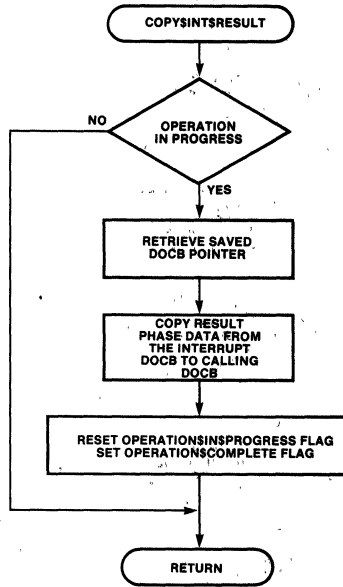 COPY$INT$RESULT
OPERATION
IN PROGRESS
NO
YES
RETRIEVE SAVED
DOCB POINTER
COPY RESULT
PHASE DATA FROM
THE INTERRUPT
DOCB TO CALLING
DOCB
RESET OPERATION$IN$PROGRESS FLAG
SET OPERATION$COMPLETE FLAG
RETURN